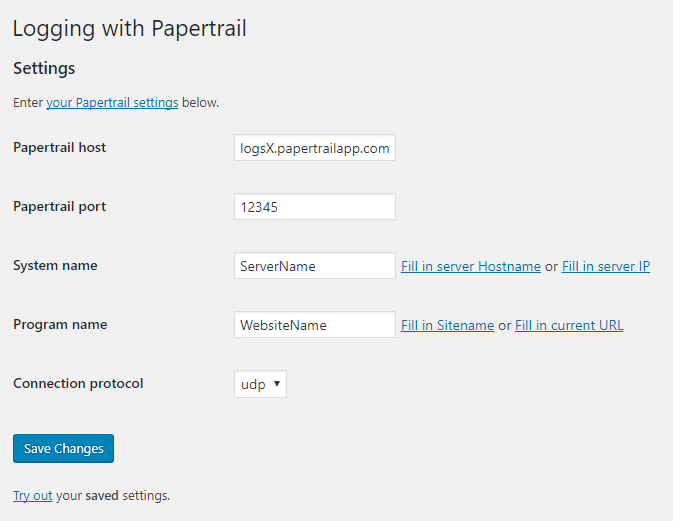 Logging with Papertrail
Settings
Enter your Papertrail settings below.
Papertrail host logsX.papertrailapp.com
Papertrail port 12345
System name ServerName Fill in server Hostname or Fill in server IP
Program name WebsiteName Fill in Sitename or Fill in current URL
Connection protocol udp
Save Changes
Try out your saved settings.